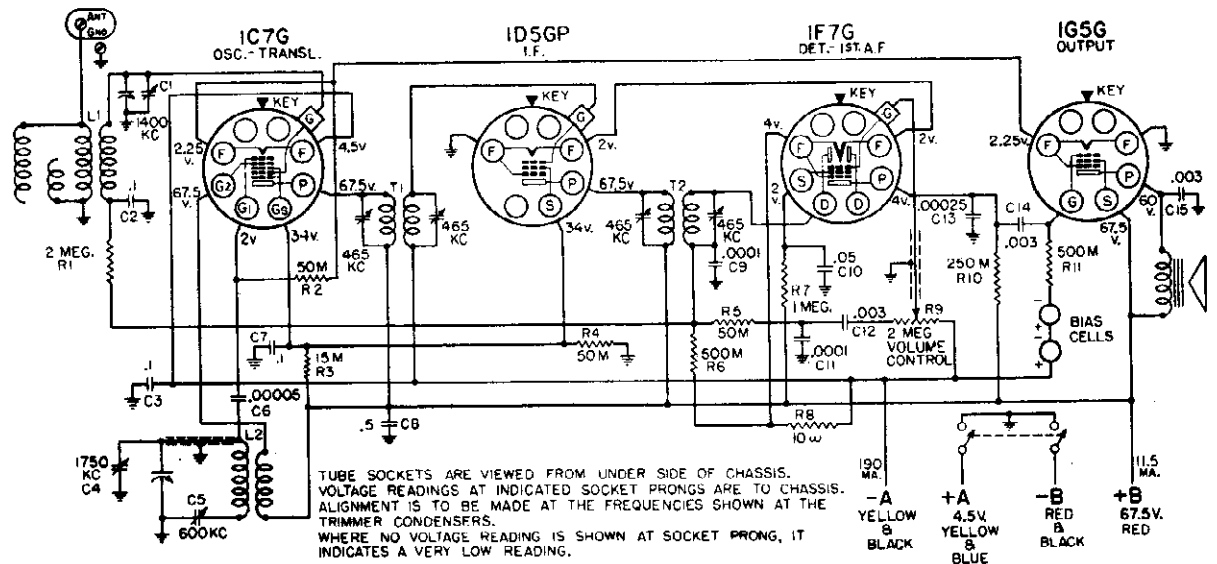 ANT
GND
1C7G
OSC.-TRANSL.
1D5GP
I.F.
1F7G
DET.-1ST. A.F
1G5G
OUTPUT
KEY
KEY
KEY
KEY
C1
1400
KC
L1
2.25
V.
4.5V
67.5
V.
F
F
G2
P
G1
GS
G
2V
34V.
.1
C2
2 MEG.
R1
50M
R2
67.5V.
T1
465
KC
465
KC
F
F
P
S
G
2V.
67.5V
34V.
T2
465
KC
465
KC
.0001
C9
4V.
2
V.
F
F
S
P
D
D
G
2V.
4V.
.00025
C13
C14
.003
.05
C10
R7
1 MEG.
250M
R10
2.25V.
F
F
P
G
S
60
V.
67.5
V.
.003
C15
500M
R11
BIAS
CELLS
C7
.1
15M
R3
R4
50M
R5
50M
.003
C12
R9
2 MEG
VOLUME
CONTROL
500M
R6
.0001
C11
.1
C3
.00005
C6
L2
.5
C8
R8
10ω
1750
KC
C4
C5
600KC
TUBE SOCKETS ARE VIEWED FROM UNDER SIDE OF CHASSIS.
VOLTAGE READINGS AT INDICATED SOCKET PRONGS ARE TO CHASSIS.
ALIGNMENT IS TO BE MADE AT THE FREQUENCIES SHOWN AT THE
TRIMMER CONDENSERS.
WHERE NO VOLTAGE READING IS SHOWN AT SOCKET PRONG, IT
INDICATES A VERY LOW READING.
190
MA.
-A
YELLOW
&
BLACK
+A
4.5V.
YELLOW
&
BLUE
-B
RED
&
BLACK
11.5
MA.
+B
67.5V.
RED